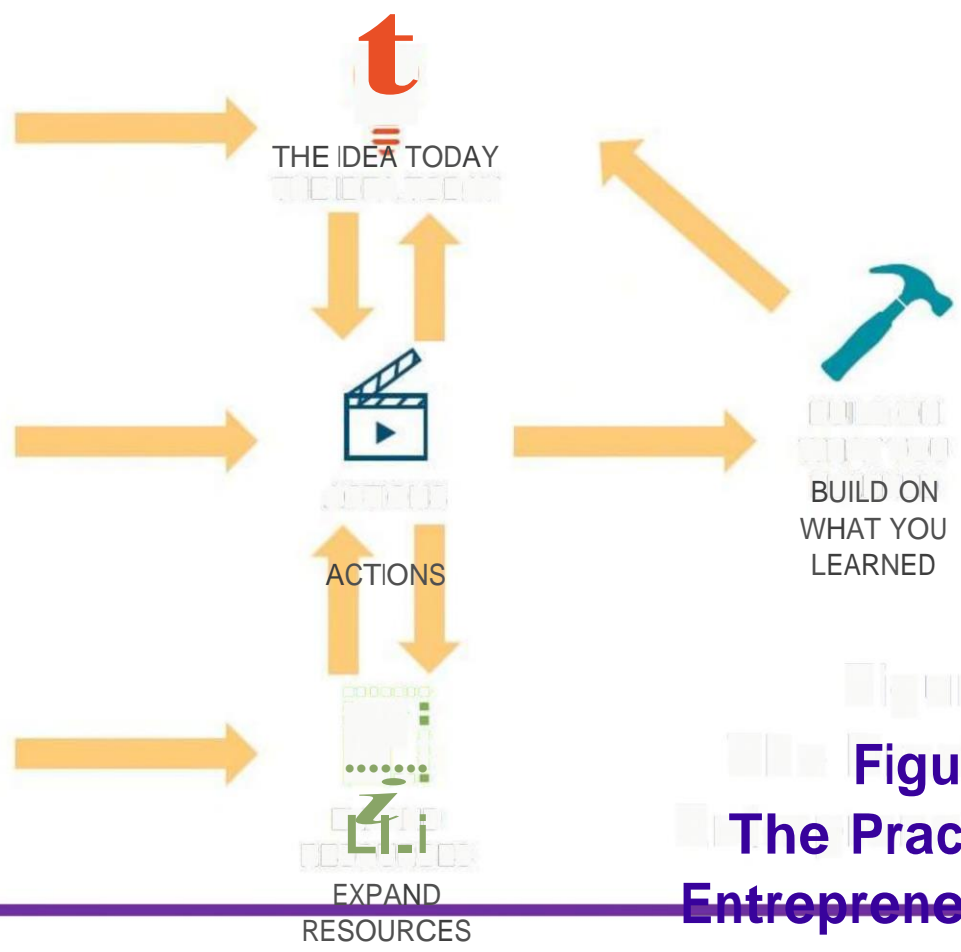 t
THE IDEA TODAY
BUILD ON
WHAT YOU
LEARNED
ACTIONS
Figu
The Prac
Entreprene
EXPAND
RESOURCES